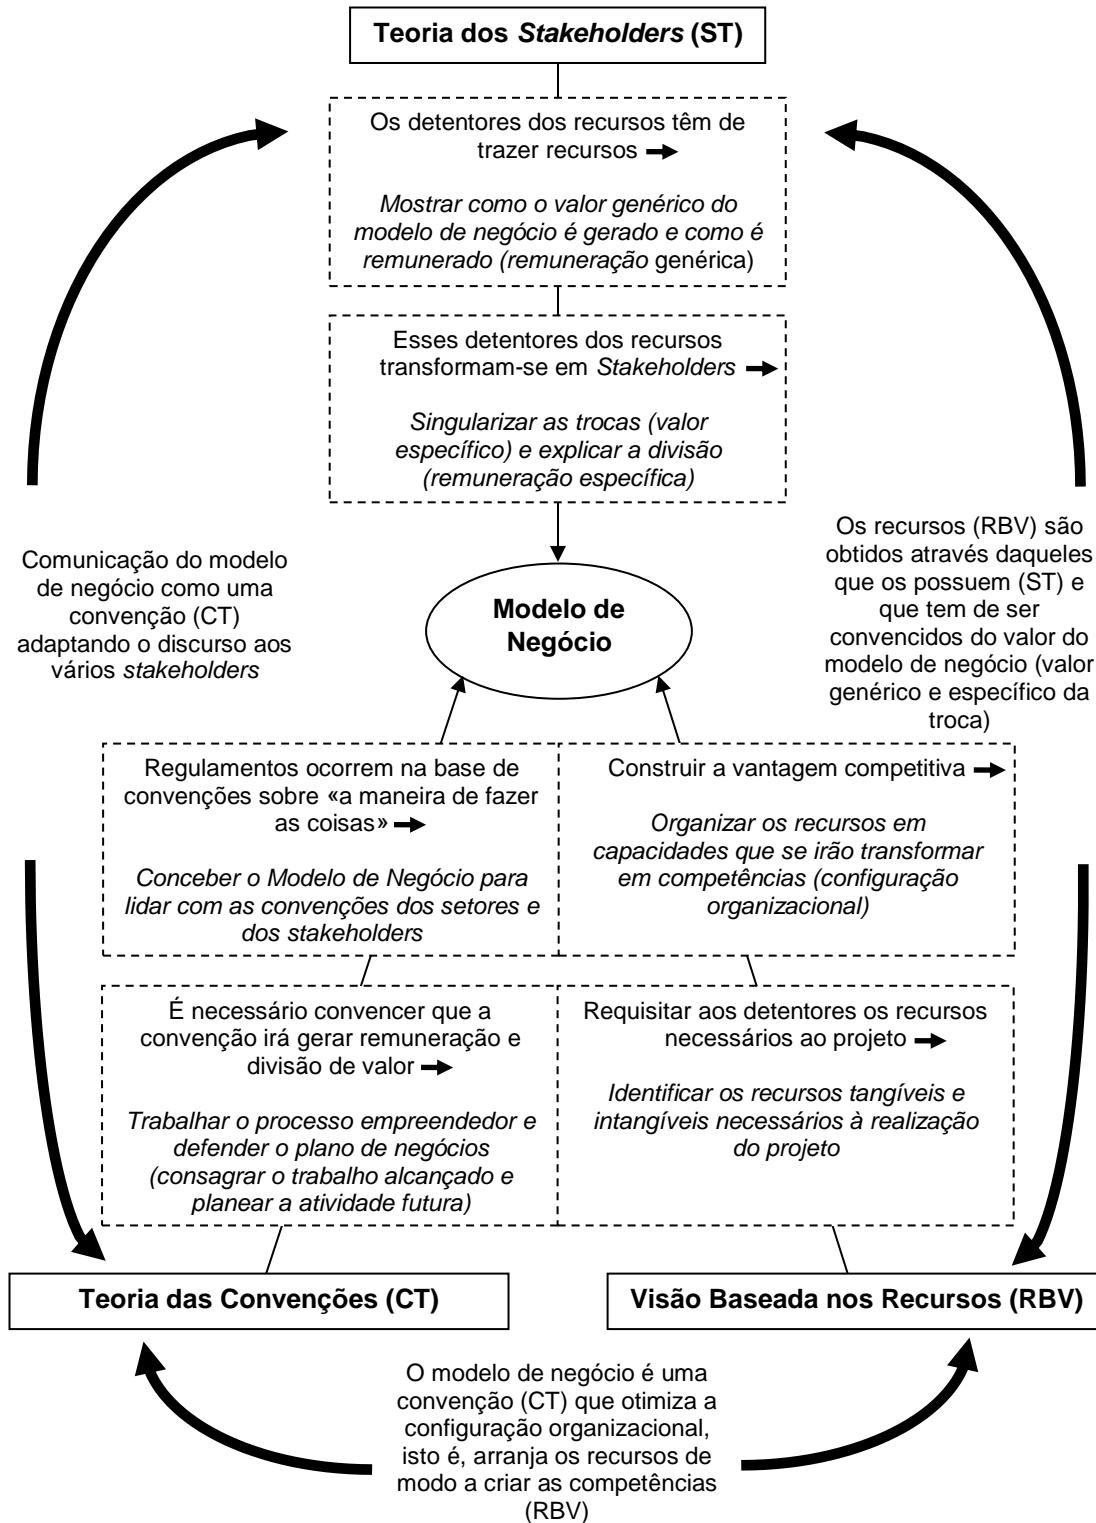 Teoria dos Stakeholders (ST)
Os detentores dos recursos têm de
trazer recursos
Mostrar como o valor genérico do
modelo de negócio é gerado e como é
remunerado (remuneração genérica)
Esses detentores dos recursos
transformam-se em Stakeholders
Singularizar as trocas (valor
específico) e explicar a divisão
(remuneração específica)
Comunicação do modelo
de negócio como uma
convenção (CT)
adaptando o discurso aos
vários stakeholders
Modelo de
Negócio
Os recursos (RBV) são
obtidos através daqueles
que os possuem (ST) e
que tem de ser
convencidos do valor do
modelo de negócio (valor
genérico e específico da
troca)
Regulamentos ocorrem na base de
convenções sobre «a maneira de fazer
as coisas»
Conceber o Modelo de Negócio para
lidar com as convenções dos setores e
dos stakeholders
Construir a vantagem competitiva
Organizar os recursos em
capacidades que se irão transformar
em competências (configuração
organizacional)
É necessário convencer que a
convenção irá gerar remuneração e
divisão de valor
Trabalhar o processo empreendedor e
defender o plano de negócios
(consagrar o trabalho alcançado e
planear a atividade futura)
Requisitar aos detentores os recursos
necessários ao projeto
Identificar os recursos tangíveis e
intangíveis necessários à realização
do projeto
Teoria das Convenções (CT)
Visão Baseada nos Recursos (RBV)
O modelo de negócio é uma
convenção (CT) que otimiza a
configuração organizacional,
isto é, arranja os recursos de
modo a criar as competências
(RBV)